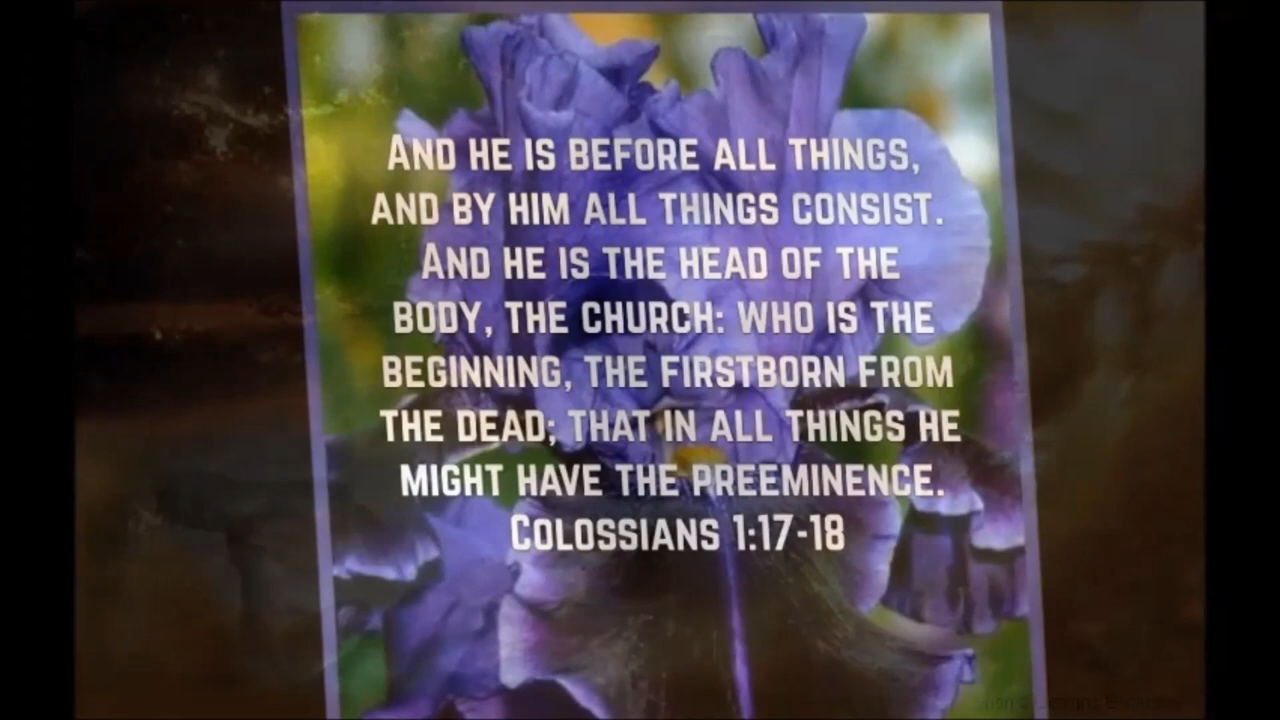 And he is before all things,
and by him all things consist.
And he is the head of the
body, the church: who is the
beginning, the firstborn from
the dead; that in all things he
might have the preeminence.
Colossians 1:17-18